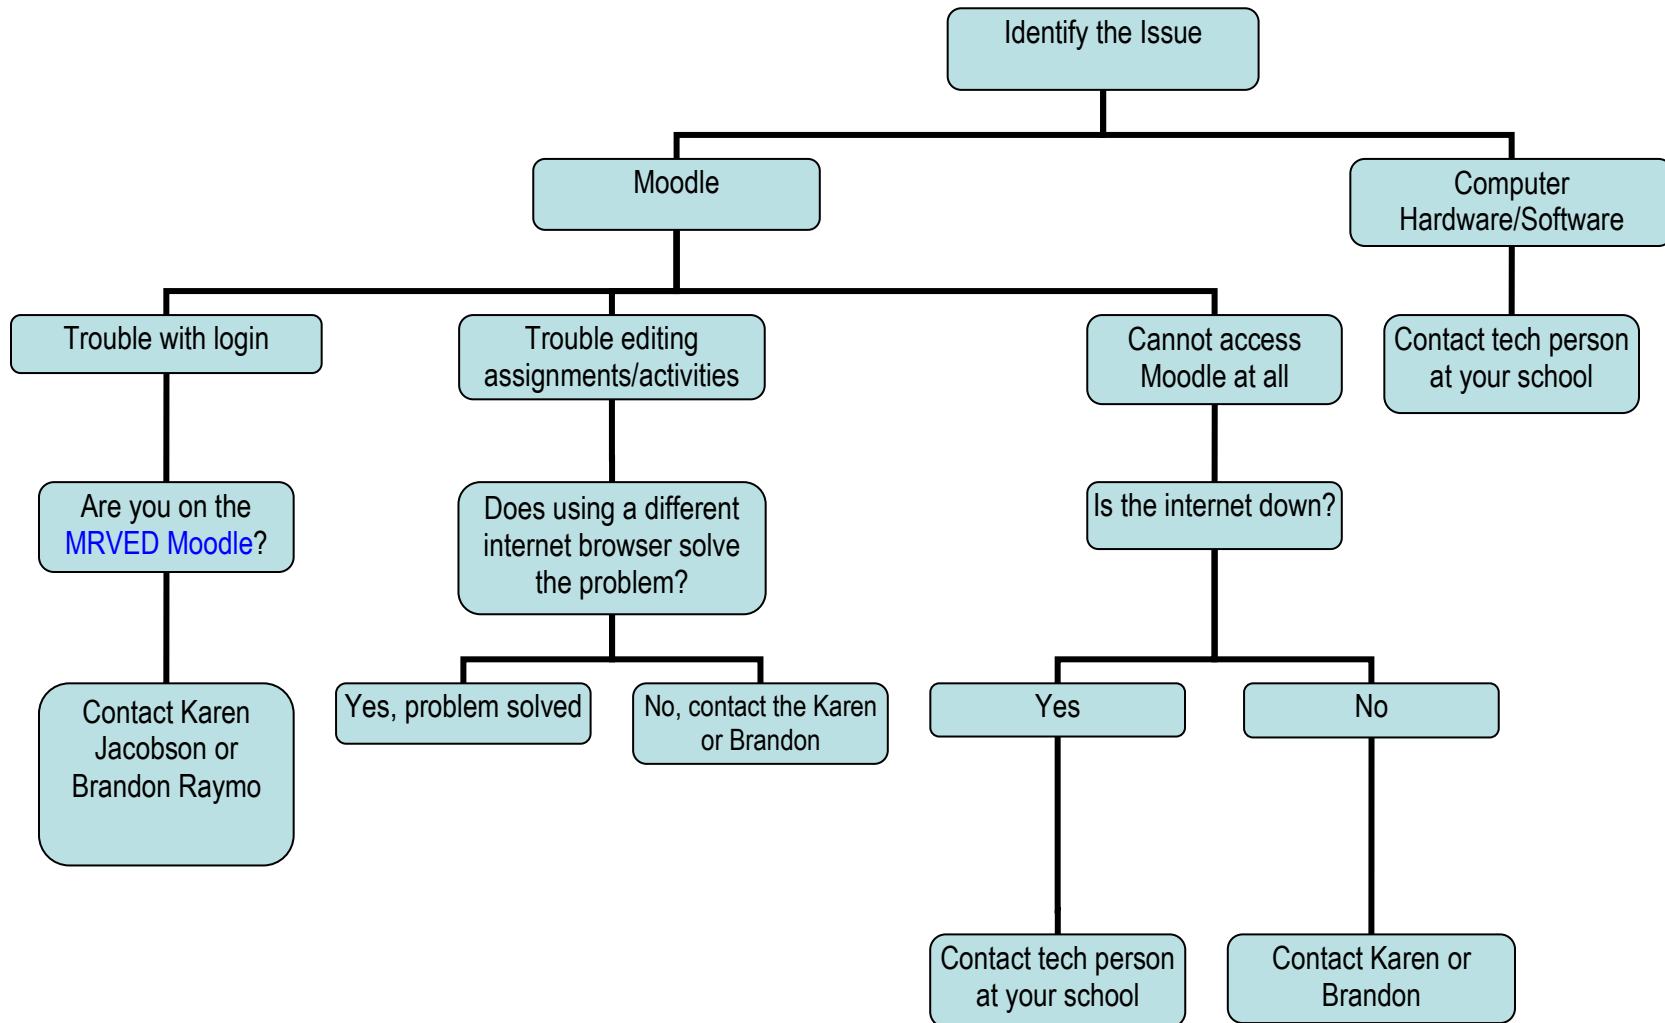 Identify the Issue
Moodle
Computer
Hardware/Software
Trouble with login
Trouble editing
assignments/activities
Cannot access
Moodle at all
Contact tech person
at your school
Are you on the
MRVED Moodle?
Does using a different
internet browser solve
the problem?
Is the internet down?
Contact Karen
Jacobson or
Brandon Raymo
Yes, problem solved
No, contact the Karen
or Brandon
Yes
No
Contact tech person
at your school
Contact Karen or
Brandon